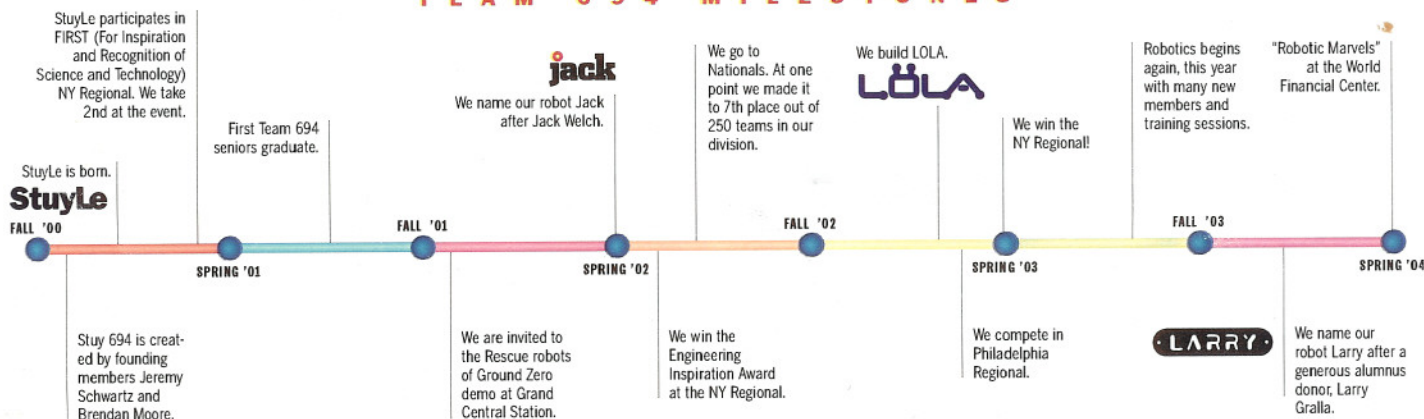 TEAM 694 MILESTONES
StuyLe participates in
FIRST (For Inspiration
and Recognition of
Science and Technology)
NY Regional. We take
2nd at the event.
StuyLe is born.
StuyLe
First Team 694
seniors graduate.
jack
We name our robot Jack
after Jack Welch.
We go to
Nationals. At one
point we made it
to 7th place out of
250 teams in our
division.
We build LOLA.
LÖLA
We win the
NY Regional!
Robotics begins
again, this year
with many new
members and
training sessions.
"Robotic Marvels"
at the World
Financial Center.
FALL '00
SPRING '01
FALL '01
SPRING '02
FALL '02
SPRING '03
FALL '03
SPRING '04
Stuy 694 is creat-
ed by founding
members Jeremy
Schwartz and
Brendan Moore.
We are invited to
the Rescue robots
of Ground Zero
demo at Grand
Central Station.
We win the
Engineering
Inspiration Award
at the NY Regional.
We compete in
Philadelphia
Regional.
LARRY
We name our
robot Larry after a
generous alumnus
donor, Larry
Gralla.